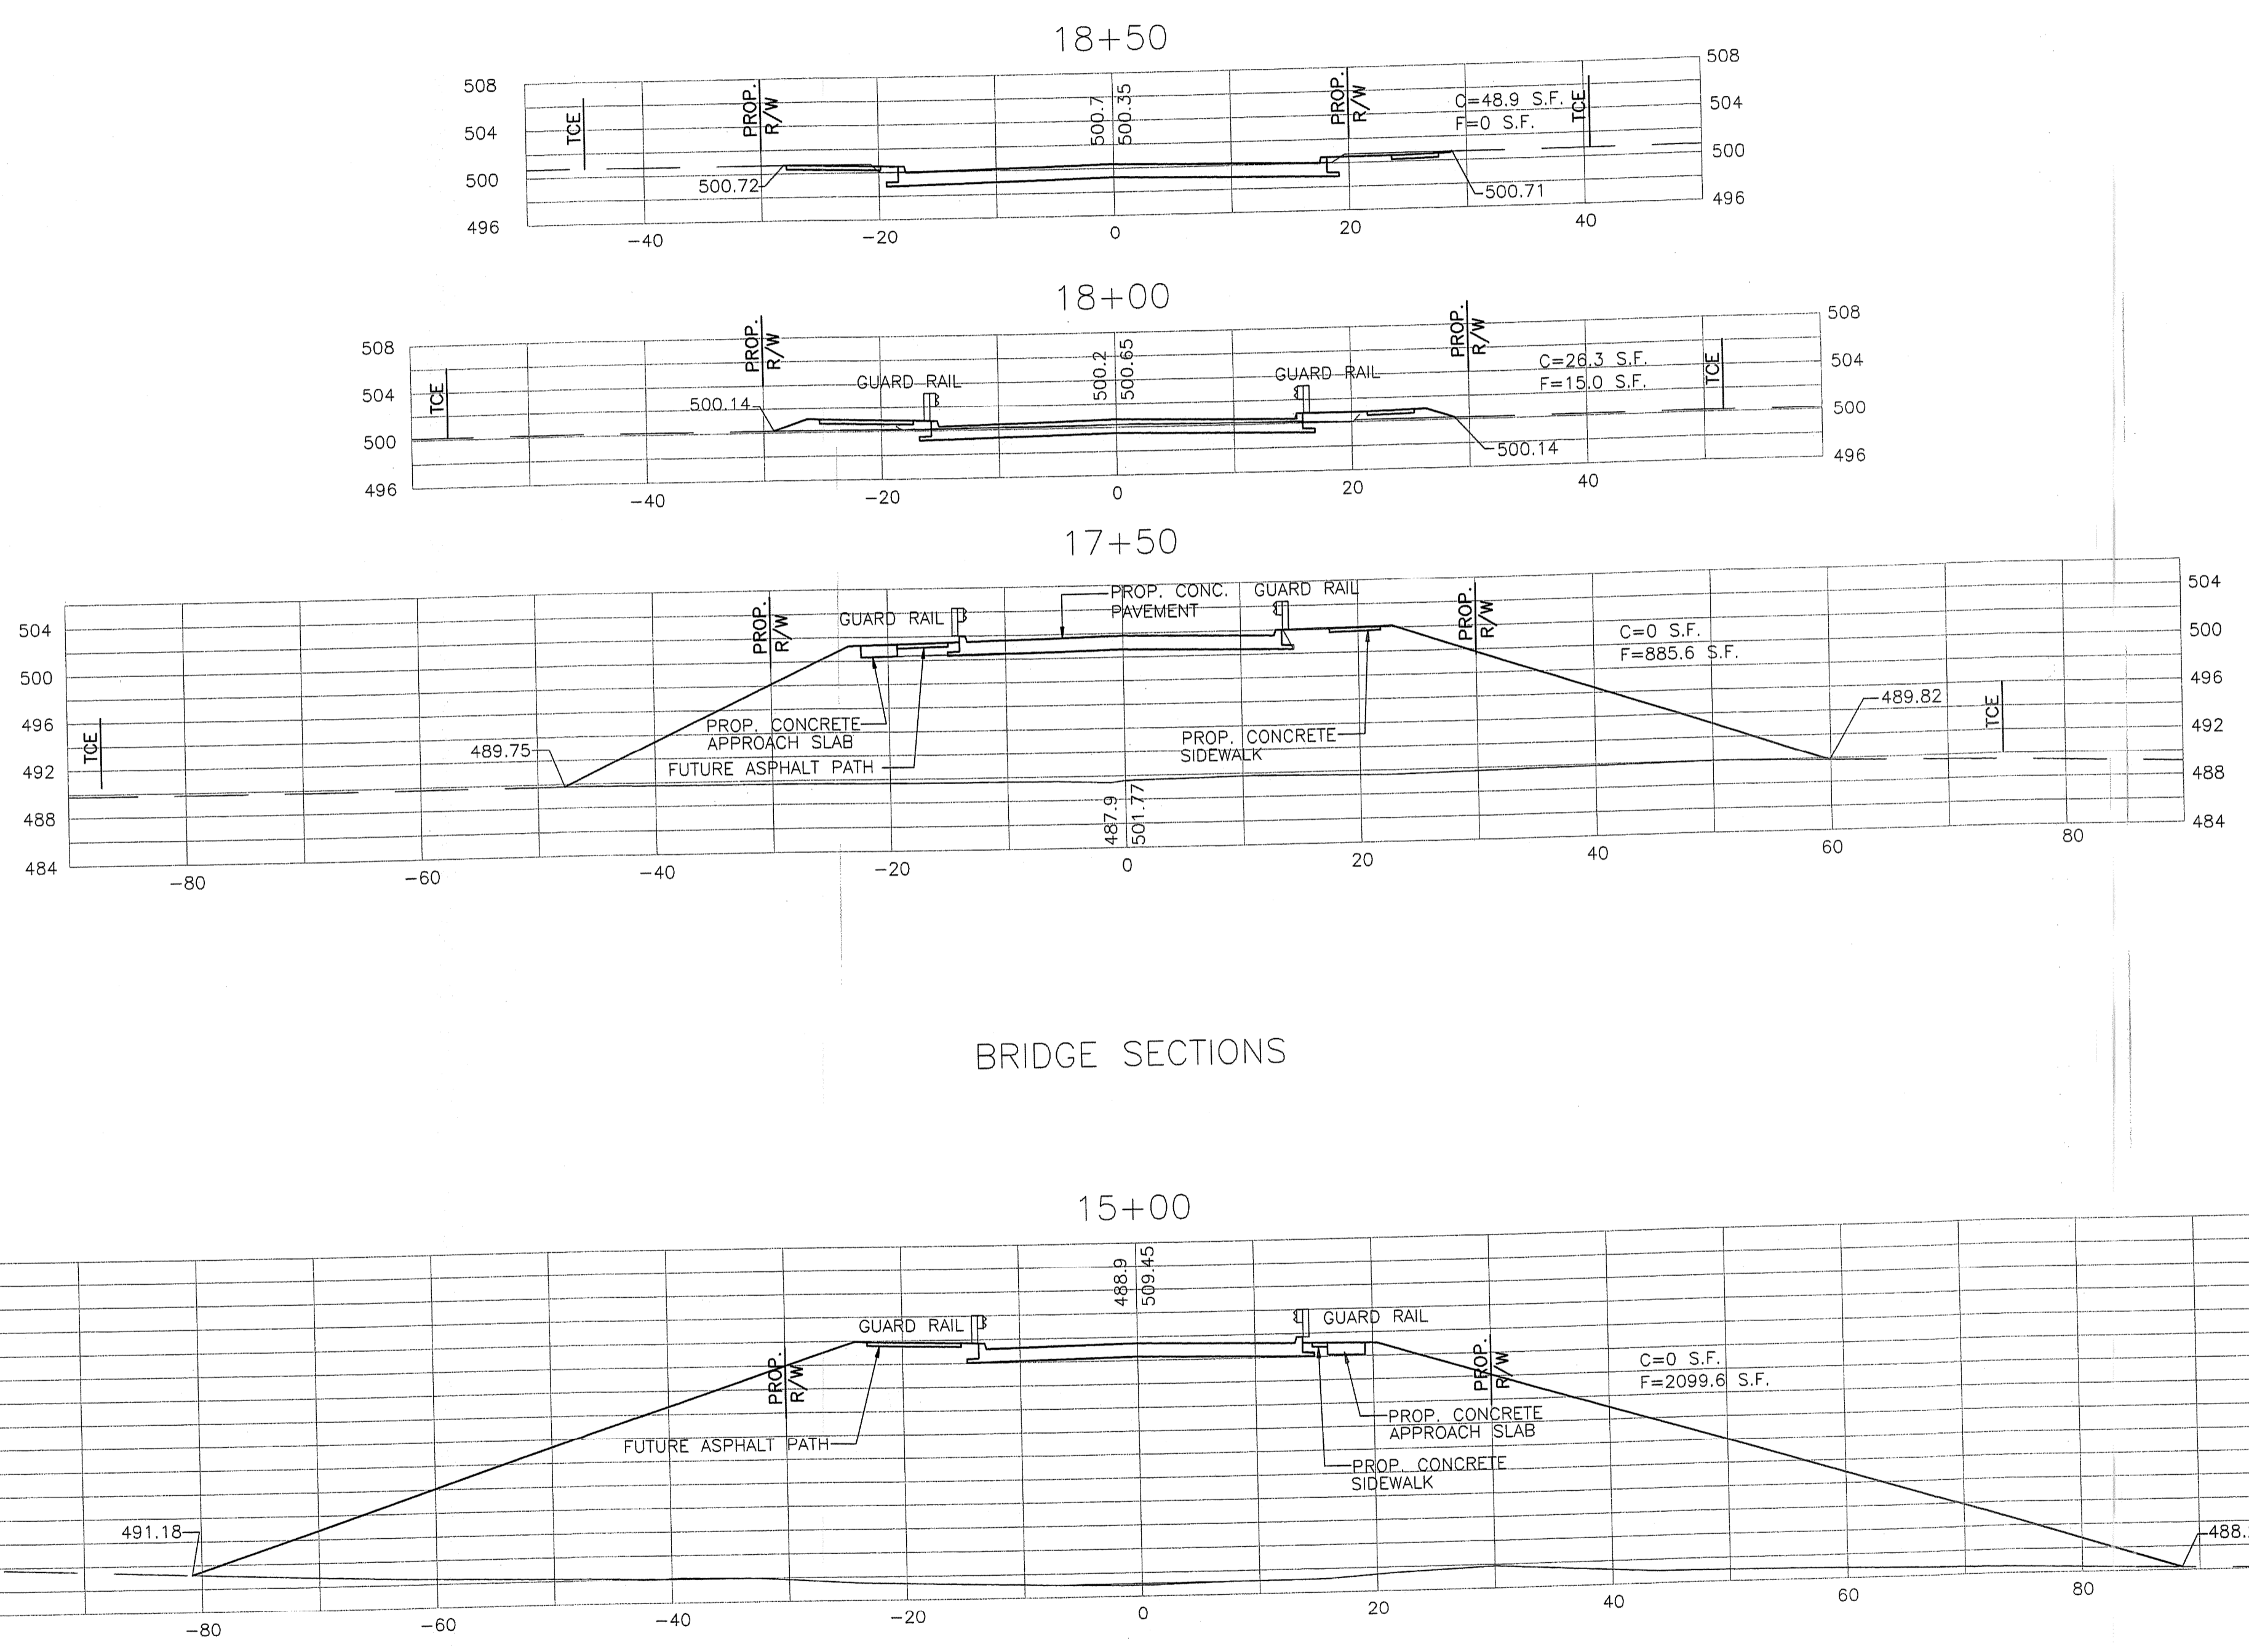 18+50
508
504
500
496
TCE
PROP.
R/W
500.7
500.35
PROP.
R/W
C=48.9 S.F.
F=0 S.F.
TCE
508
504
500
496
500.72
500.71
-40
-20
0
20
40
18+00
508
504
500
496
TCE
PROP.
R/W
500.14
GUARD RAIL
500.2
500.65
GUARD RAIL
PROP.
R/W
C=26.3 S.F.
F=15.0 S.F.
TCE
508
504
500
496
500.14
-40
-20
0
20
40
17+50
504
500
496
492
488
484
TCE
PROP.
R/W
GUARD RAIL
PROP. CONC.
PAVEMENT
GUARD RAIL
PROP.
R/W
C=0 S.F.
F=885.6 S.F.
504
500
496
492
488
484
489.82
TCE
489.75
PROP. CONCRETE
APPROACH SLAB
FUTURE ASPHALT PATH
PROP. CONCRETE
SIDEWALK
487.9
501.77
-80
-60
-40
-20
0
20
40
60
80
BRIDGE SECTIONS
15+00
488.9
509.45
GUARD RAIL
GUARD RAIL
PROP.
R/W
PROP.
R/W
C=0 S.F.
F=2099.6 S.F.
FUTURE ASPHALT PATH
PROP. CONCRETE
APPROACH SLAB
PROP. CONCRETE
SIDEWALK
491.18
488.
-80
-60
-40
-20
0
20
40
60
80